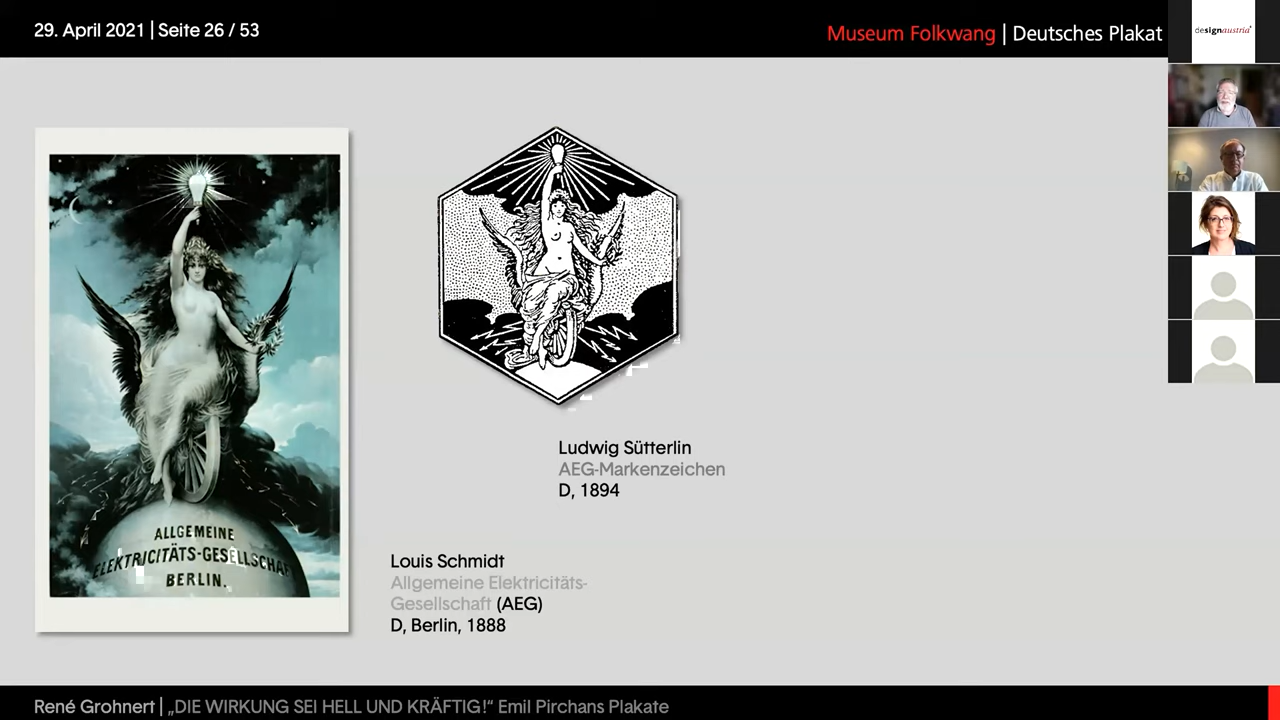 29. April 2021 | Seite 26 / 53
Museum Folkwang | Deutsches Plakat
designaustria
ALLGEMEINE
ELEKTRICITÄTS-GESELLSCHAFT
BERLIN.
Ludwig Sütterlin
AEG-Markenzeichen
D, 1894
Louis Schmidt
Allgemeine Elektricitäts-
Gesellschaft (AEG)
D, Berlin, 1888
René Grohnert | „DIE WIRKUNG SEI HELL UND KRÄFTIG!“ Emil Pirchans Plakate